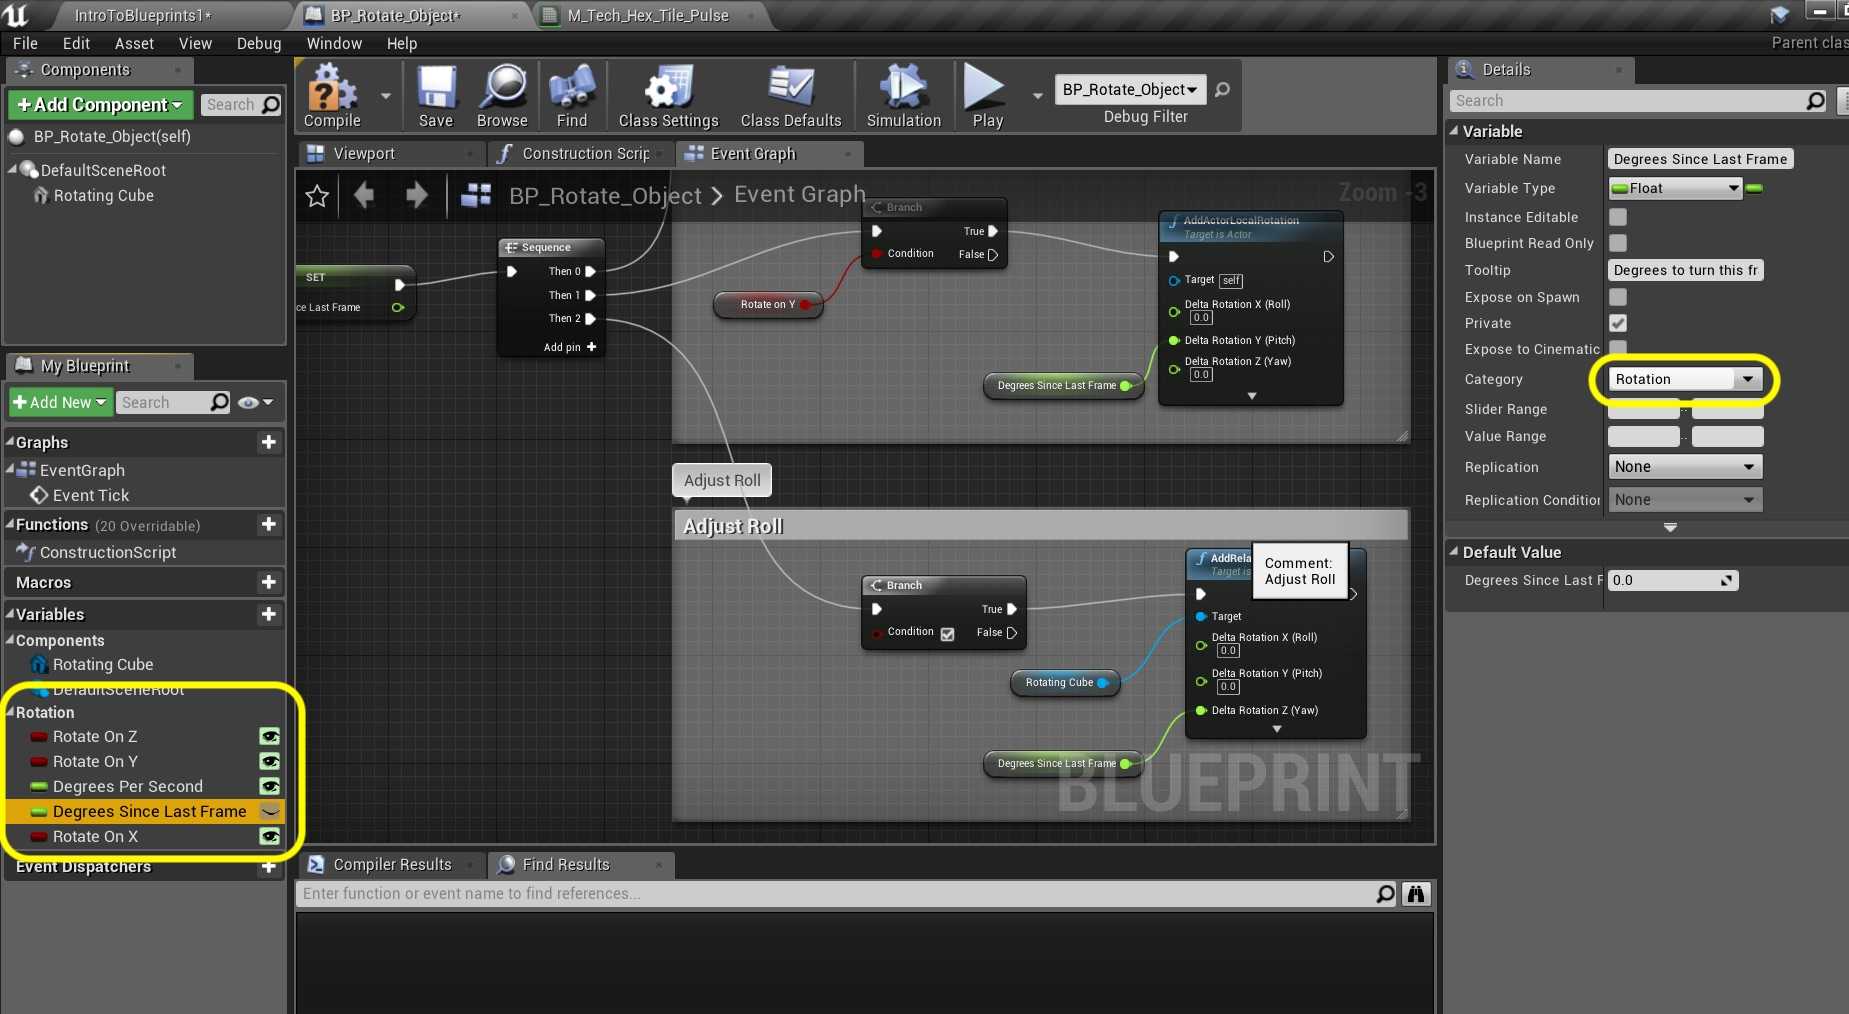 IntroToBlueprints1*
BP_Rotate_Object*
M_Tech_Hex_Tile_Pulse
File Edit Asset View Debug Window Help
Parent clas
Components
+Add Component
Search
BP_Rotate_Object(self)
DefaultSceneRoot
Rotating Cube
Compile
Save
Browse
Find
Class Settings
Class Defaults
Simulation
Play
BP_Rotate_Object
Debug Filter
Viewport
Construction Scrip
Event Graph
BP_Rotate_Object > Event Graph
Zoom -3
SET
ce Last Frame
Sequence
Then 0
Then 1
Then 2
Add pin +
Branch
True
Condition
False
Rotate on Y
AddActorLocalRotation
Target is Actor
Target self
Delta Rotation X (Roll)
0.0
Delta Rotation Y (Pitch)
Delta Rotation Z (Yaw)
0.0
Degrees Since Last Frame
Adjust Roll
Adjust Roll
Branch
True
Condition
False
AddRela
Target is
Comment:
Adjust Roll
Target
Delta Rotation X (Roll)
0.0
Delta Rotation Y (Pitch)
0.0
Delta Rotation Z (Yaw)
Rotating Cube
Degrees Since Last Frame
BLUEPRINT
My Blueprint
+Add New
Search
Graphs
EventGraph
Event Tick
Functions (20 Overridable)
ConstructionScript
Macros
Variables
Components
Rotating Cube
DefaultSceneRoot
Rotation
Rotate On Z
Rotate On Y
Degrees Per Second
Degrees Since Last Frame
Rotate On X
Event Dispatchers
Compiler Results
Find Results
Enter function or event name to find references...
Details
Search
Variable
Variable Name Degrees Since Last Frame
Variable Type Float
Instance Editable
Blueprint Read Only
Tooltip Degrees to turn this fr
Expose on Spawn
Private
Expose to Cinematic
Category Rotation
Slider Range
Value Range
Replication None
Replication Condition None
Default Value
Degrees Since Last F 0.0